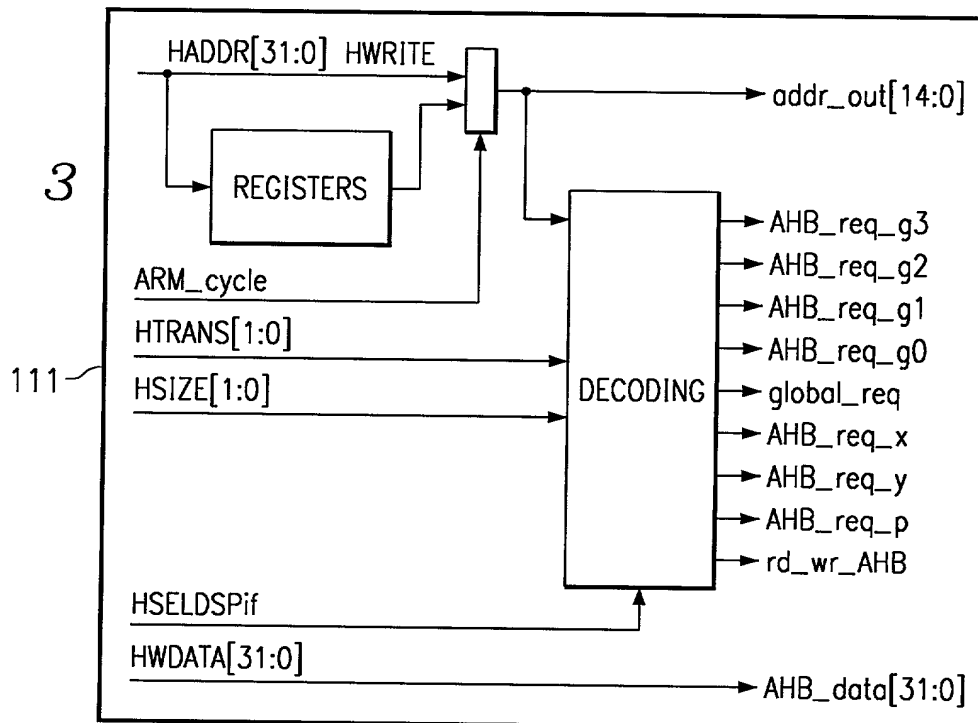 HADDR[31:0] HWRITE
addr_out[14:0]
3
REGISTERS
AHB_req_g3
ARM_cycle
AHB_req_g2
HTRANS[1:0]
AHB_req_g1
AHB_req_g0
111
HSIZE[1:0]
DECODING
global_req
AHB_req_x
AHB_req_y
AHB_req_p
rd_wr_AHB
HSELDSPif
HWDATA[31:0]
AHB_data[31:0]